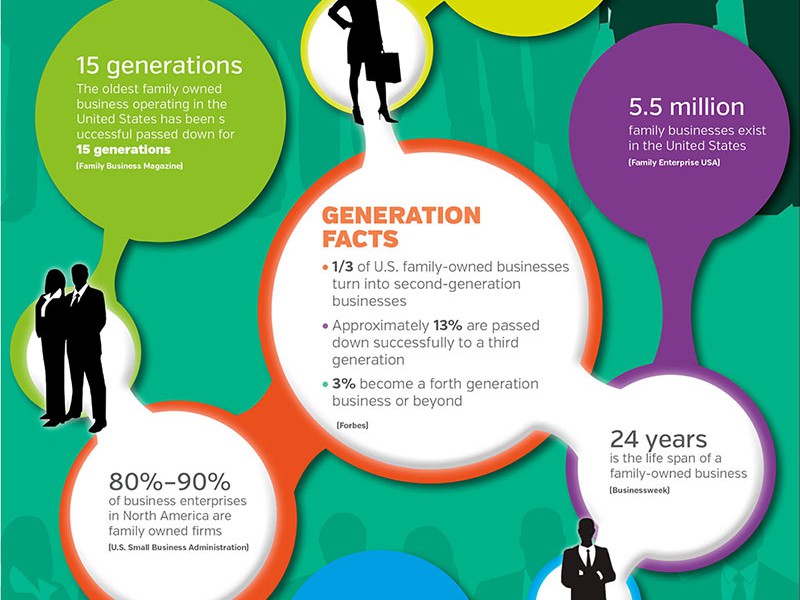 15 generations
The oldest family owned
business operating in the
United States has been s
uccessful passed down for
15 generations
(Family Business Magazine)
5.5 million
family businesses exist
in the United States
(Family Enterprise USA)
GENERATION
FACTS
• 1/3 of U.S. family-owned businesses
turn into second-generation
businesses
• Approximately 13% are passed
down successfully to a third
generation
• 3% become a forth generation
business or beyond
(Forbes)
24 years
is the life span of a
family-owned business
(Businessweek)
80%–90%
of business enterprises
in North America are
family owned firms
(U.S. Small Business Administration)